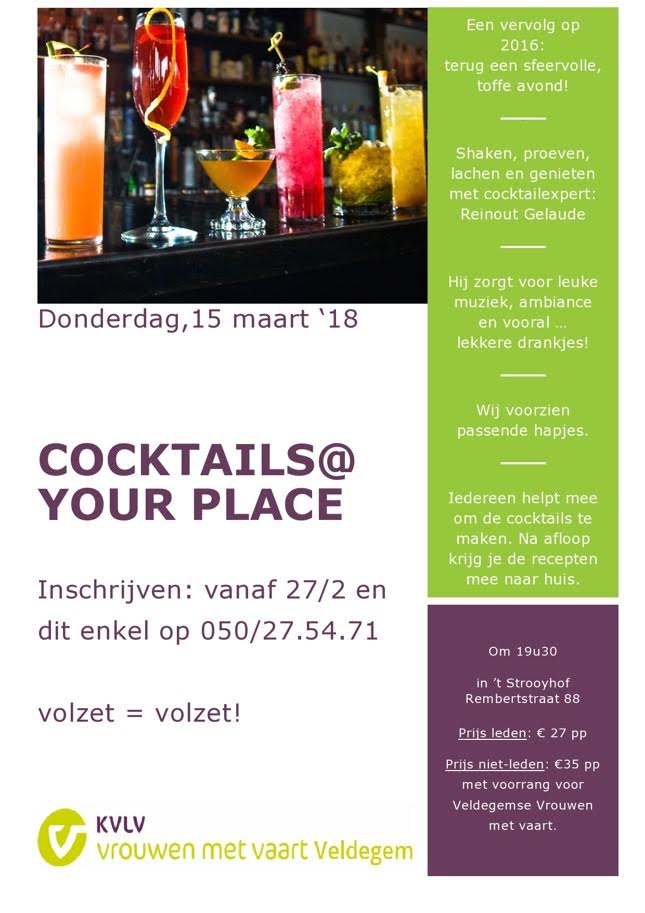 Donderdag,15 maart ‘18
COCKTAILS@
YOUR PLACE
Inschrijven: vanaf 27/2 en
dit enkel op 050/27.54.71
volzet = volzet!
KVLV
vrouwen met vaart Veldegem
Een vervolg op
2016:
terug een sfeervolle,
toffe avond!
Shaken, proeven,
lachen en genieten
met cocktailexpert:
Reinout Gelaude
Hij zorgt voor leuke
muziek, ambiance
en vooral …
lekkere drankjes!
Wij voorzien
passende hapjes.
Iedereen helpt mee
om de cocktails te
maken. Na afloop
krijg je de recepten
mee naar huis.
Om 19u30
in ’t Strooyhof
Rembertstraat 88
Prijs leden: € 27 pp
Prijs niet-leden: €35 pp
met voorrang voor
Veldegemse Vrouwen
met vaart.